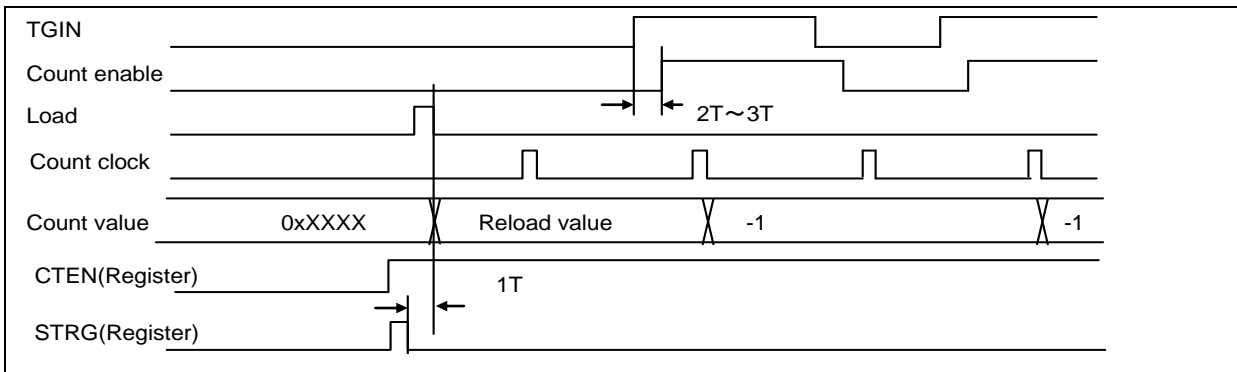 TGIN
Count enable
2T～3T
Load
Count clock
Count value 0xXXXX Reload value -1 -1
CTEN(Register)
1T
STRG(Register)